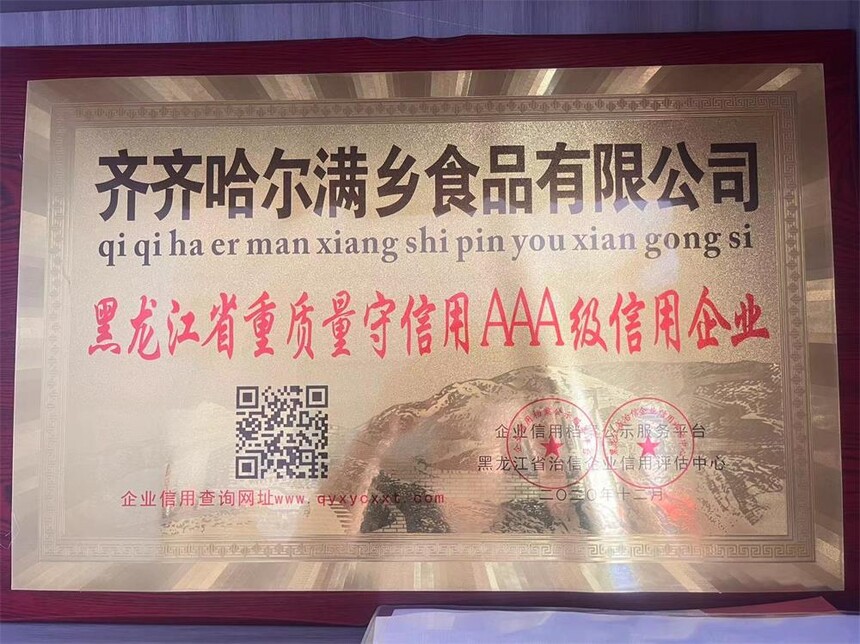 齐齐哈尔满乡食品有限公司
qi qi ha er man xiang shi pin you xian gong si
黑龙江省重质量守信用AAA级信用企业
企业信用档案公示服务平台
黑龙江省治信企业信用评估中心
二〇二〇年十二月
企业信用查询网址www.qyxycxxt.com